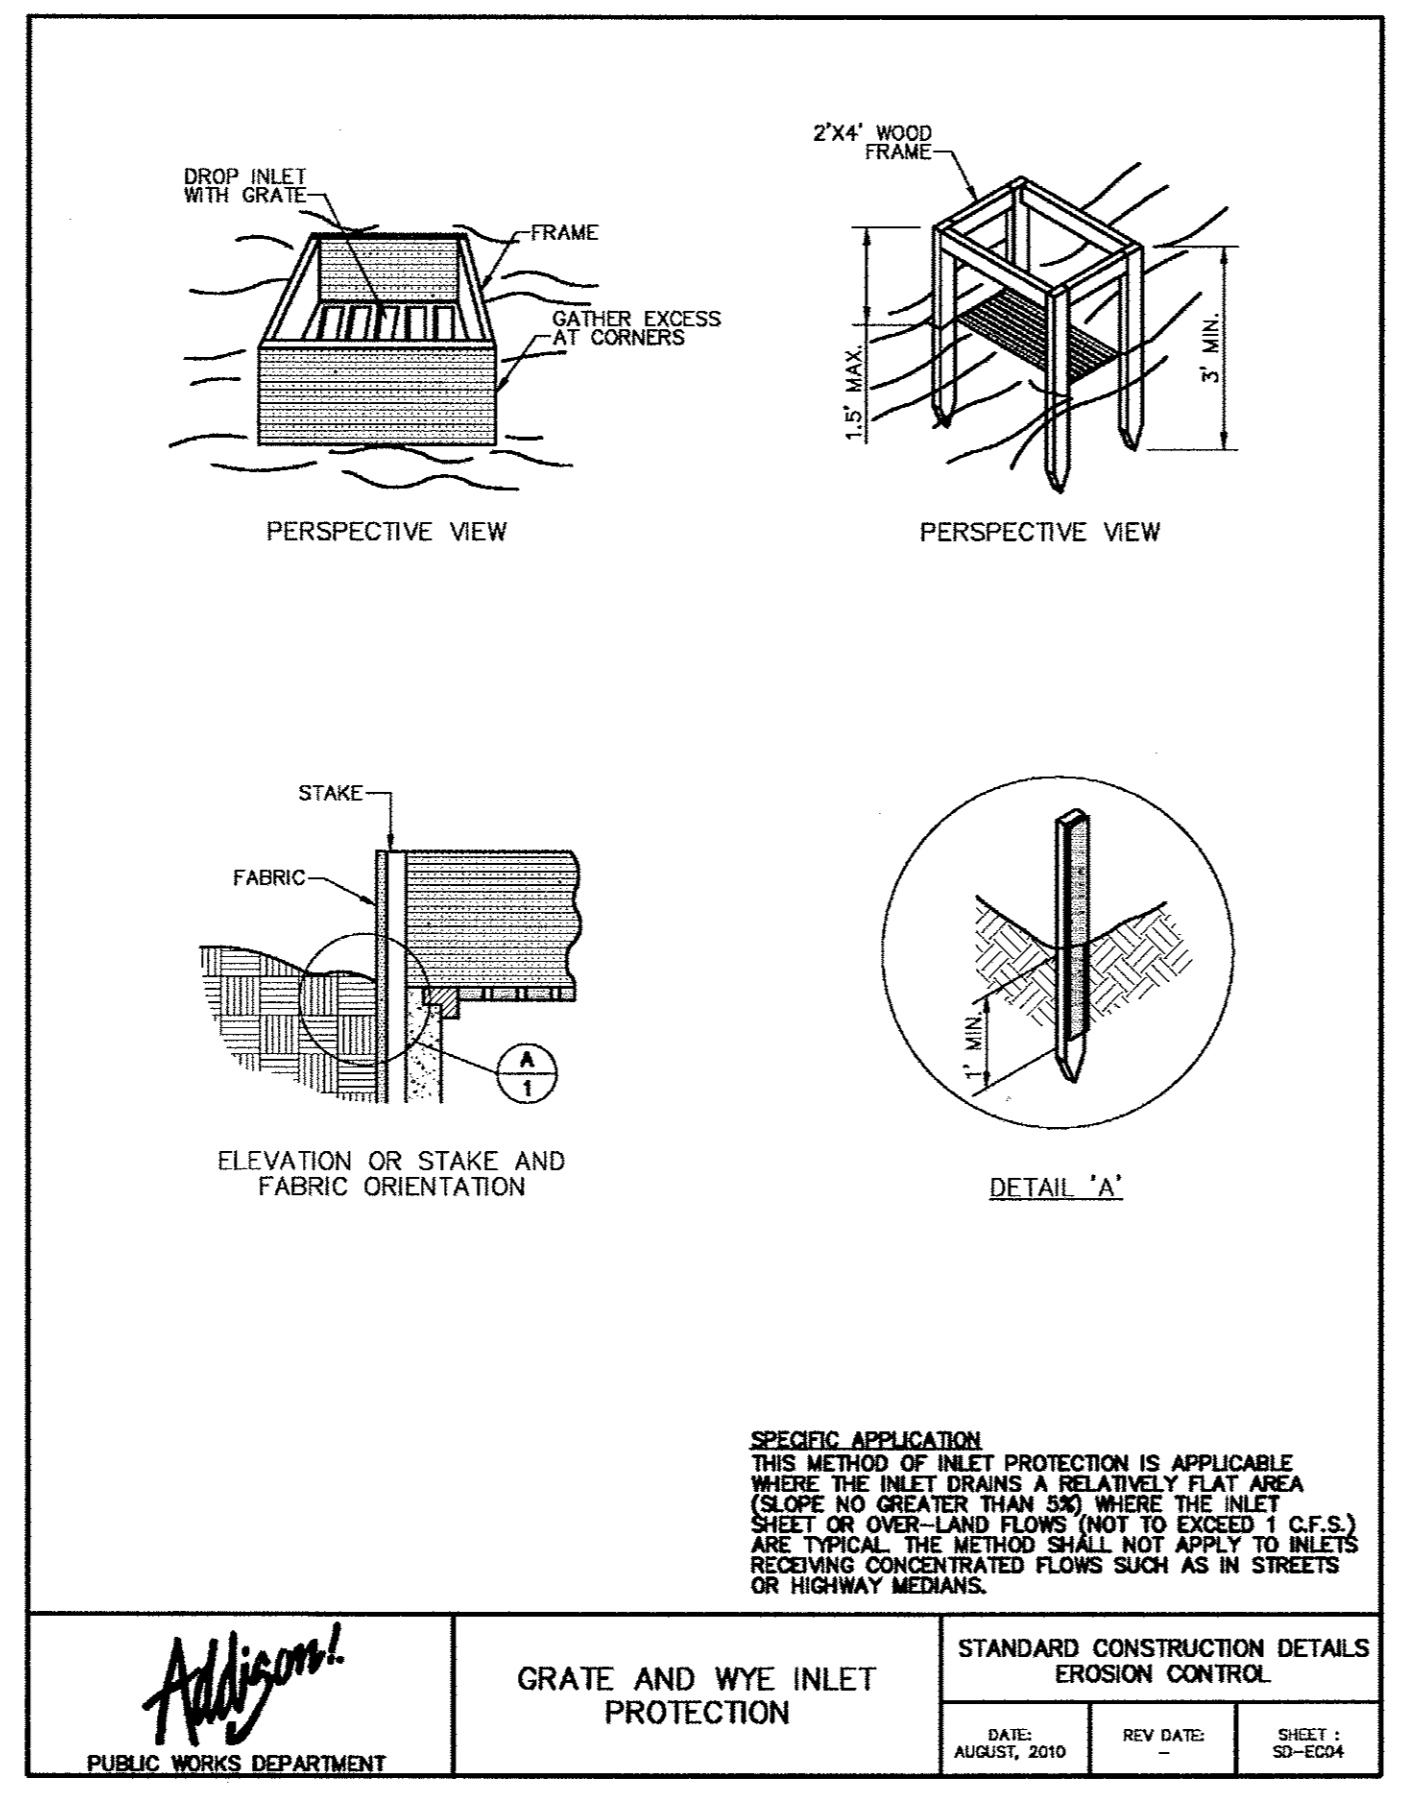 DROP INLET
WITH GRATE
FRAME
GATHER EXCESS
AT CORNERS
PERSPECTIVE VIEW
2'X4' WOOD
FRAME
1.5' MAX.
3' MIN.
PERSPECTIVE VIEW
STAKE
FABRIC
A
1
ELEVATION OR STAKE AND
FABRIC ORIENTATION
1' MIN.
DETAIL 'A'
SPECIFIC APPLICATION
THIS METHOD OF INLET PROTECTION IS APPLICABLE
WHERE THE INLET DRAINS A RELATIVELY FLAT AREA
(SLOPE NO GREATER THAN 5%) WHERE THE INLET
SHEET OR OVER-LAND FLOWS (NOT TO EXCEED 1 C.F.S.)
ARE TYPICAL. THE METHOD SHALL NOT APPLY TO INLETS
RECEIVING CONCENTRATED FLOWS SUCH AS IN STREETS
OR HIGHWAY MEDIANS.
Addison!
PUBLIC WORKS DEPARTMENT
GRATE AND WYE INLET
PROTECTION
STANDARD CONSTRUCTION DETAILS
EROSION CONTROL
DATE:
AUGUST, 2010
REV DATE:
-
SHEET :
SD-EC04